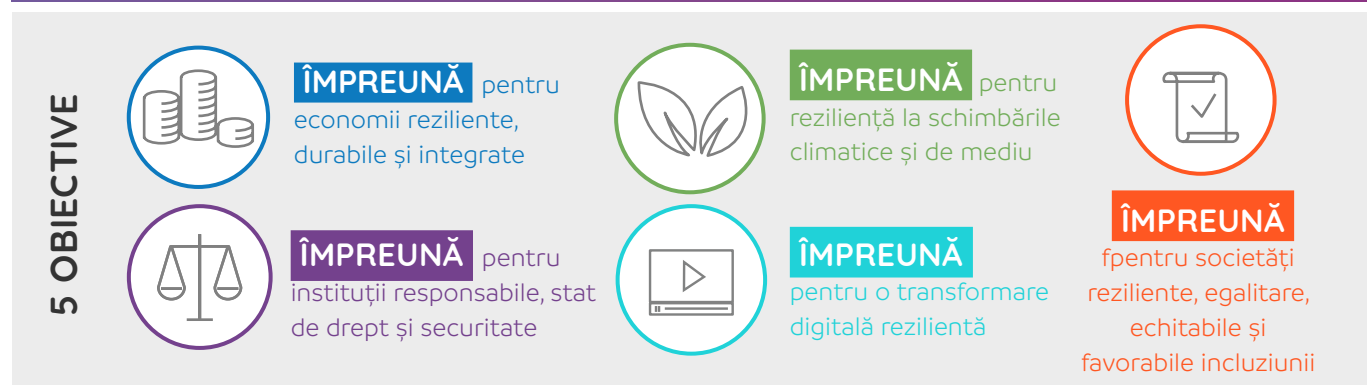 5 OBIECTIVE
ÎMPREUNĂ pentru
economii reziliente,
durabile și integrate
ÎMPREUNĂ pentru
instituții responsabile, stat
de drept și securitate
ÎMPREUNĂ pentru
reziliență la schimbările
climatice și de mediu
ÎMPREUNĂ
pentru o transformare
digitală rezilientă
ÎMPREUNĂ
fpentru societăți
reziliente, egalitare,
echitabile și
favorabile incluziunii